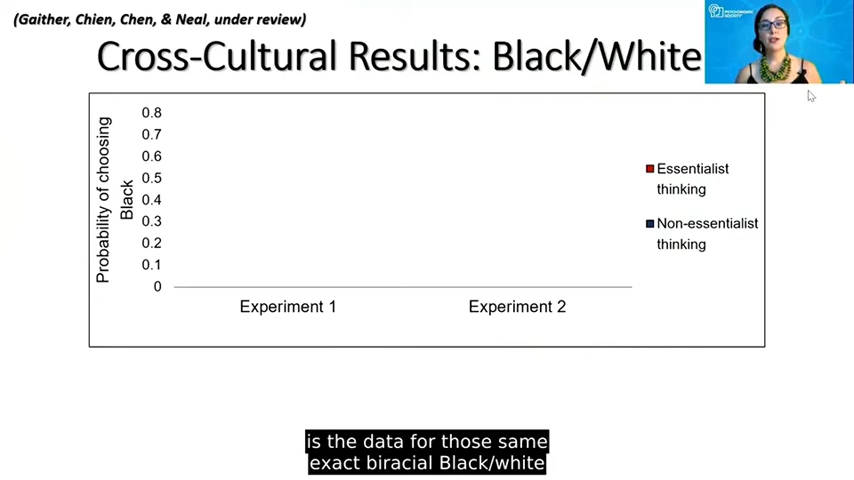 (Gaither, Chien, Chen, & Neal, under review)
PSYCHONOMIC
SOCIETY
Cross-Cultural Results: Black/White
Probability of choosing
Black
0.8
0.7
0.6
0.5
0.4
0.3
0.2
0.1
0
Experiment 1
Experiment 2
Essentialist
thinking
Non-essentialist
thinking
is the data for those same
exact biracial Black/white